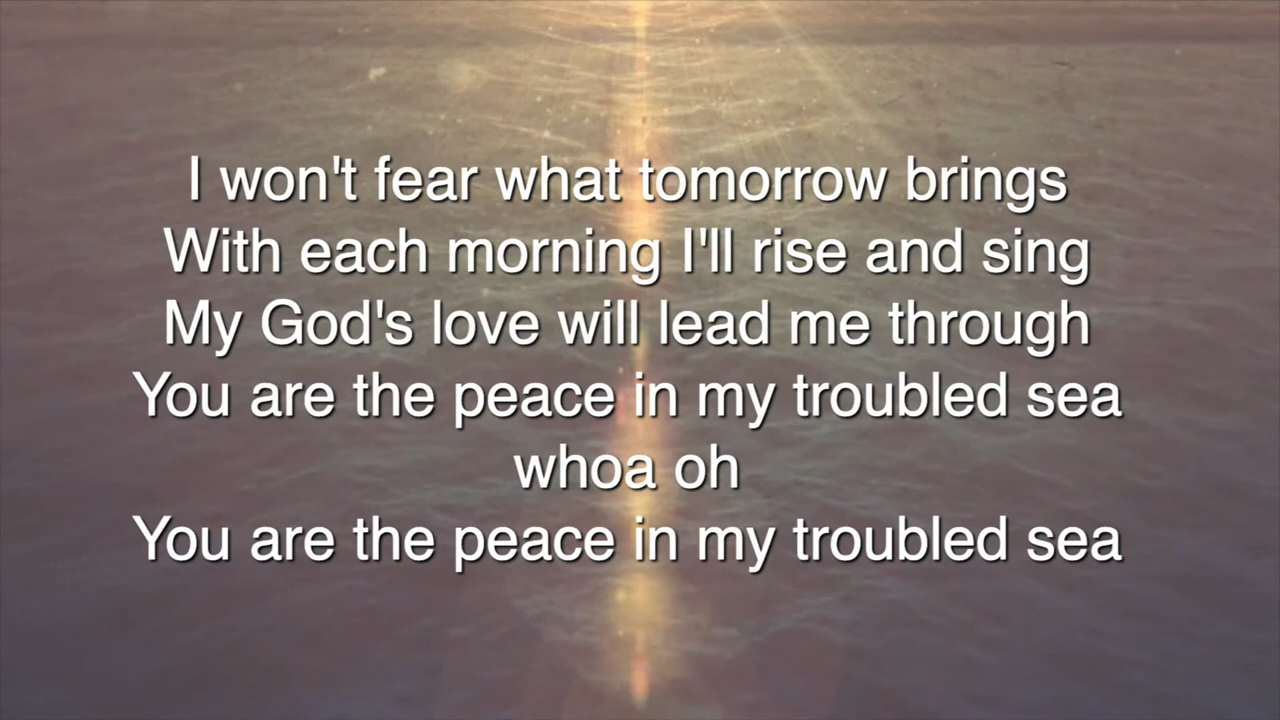 I won't fear what tomorrow brings
With each morning I'll rise and sing
My God's love will lead me through
You are the peace in my troubled sea
whoa oh
You are the peace in my troubled sea